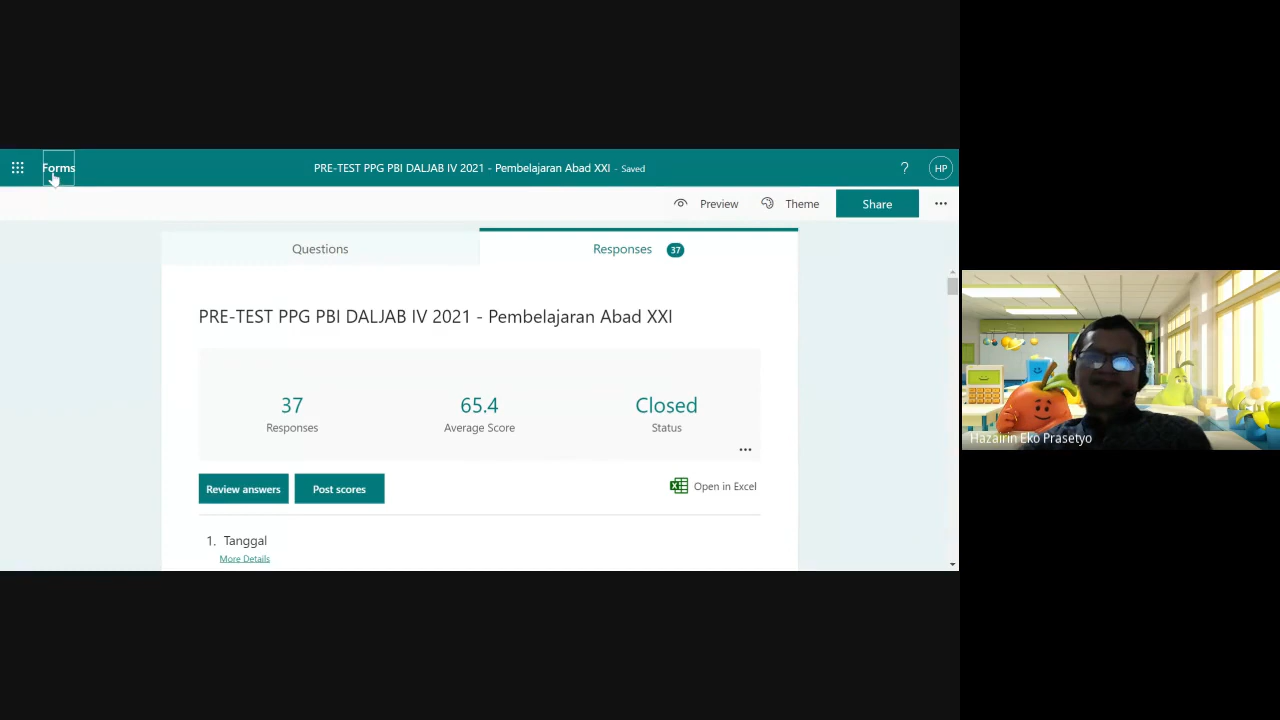 Forms
PRE-TEST PPG PBI DALJAB IV 2021 - Pembelajaran Abad XXI - Saved
?
HP
Preview
Theme
Share
...
Questions
Responses 37
PRE-TEST PPG PBI DALJAB IV 2021 - Pembelajaran Abad XXI
37
Responses
65.4
Average Score
Closed
Status
...
Review answers
Post scores
Open in Excel
1. Tanggal
More Details
Hazairin Eko Prasetyo